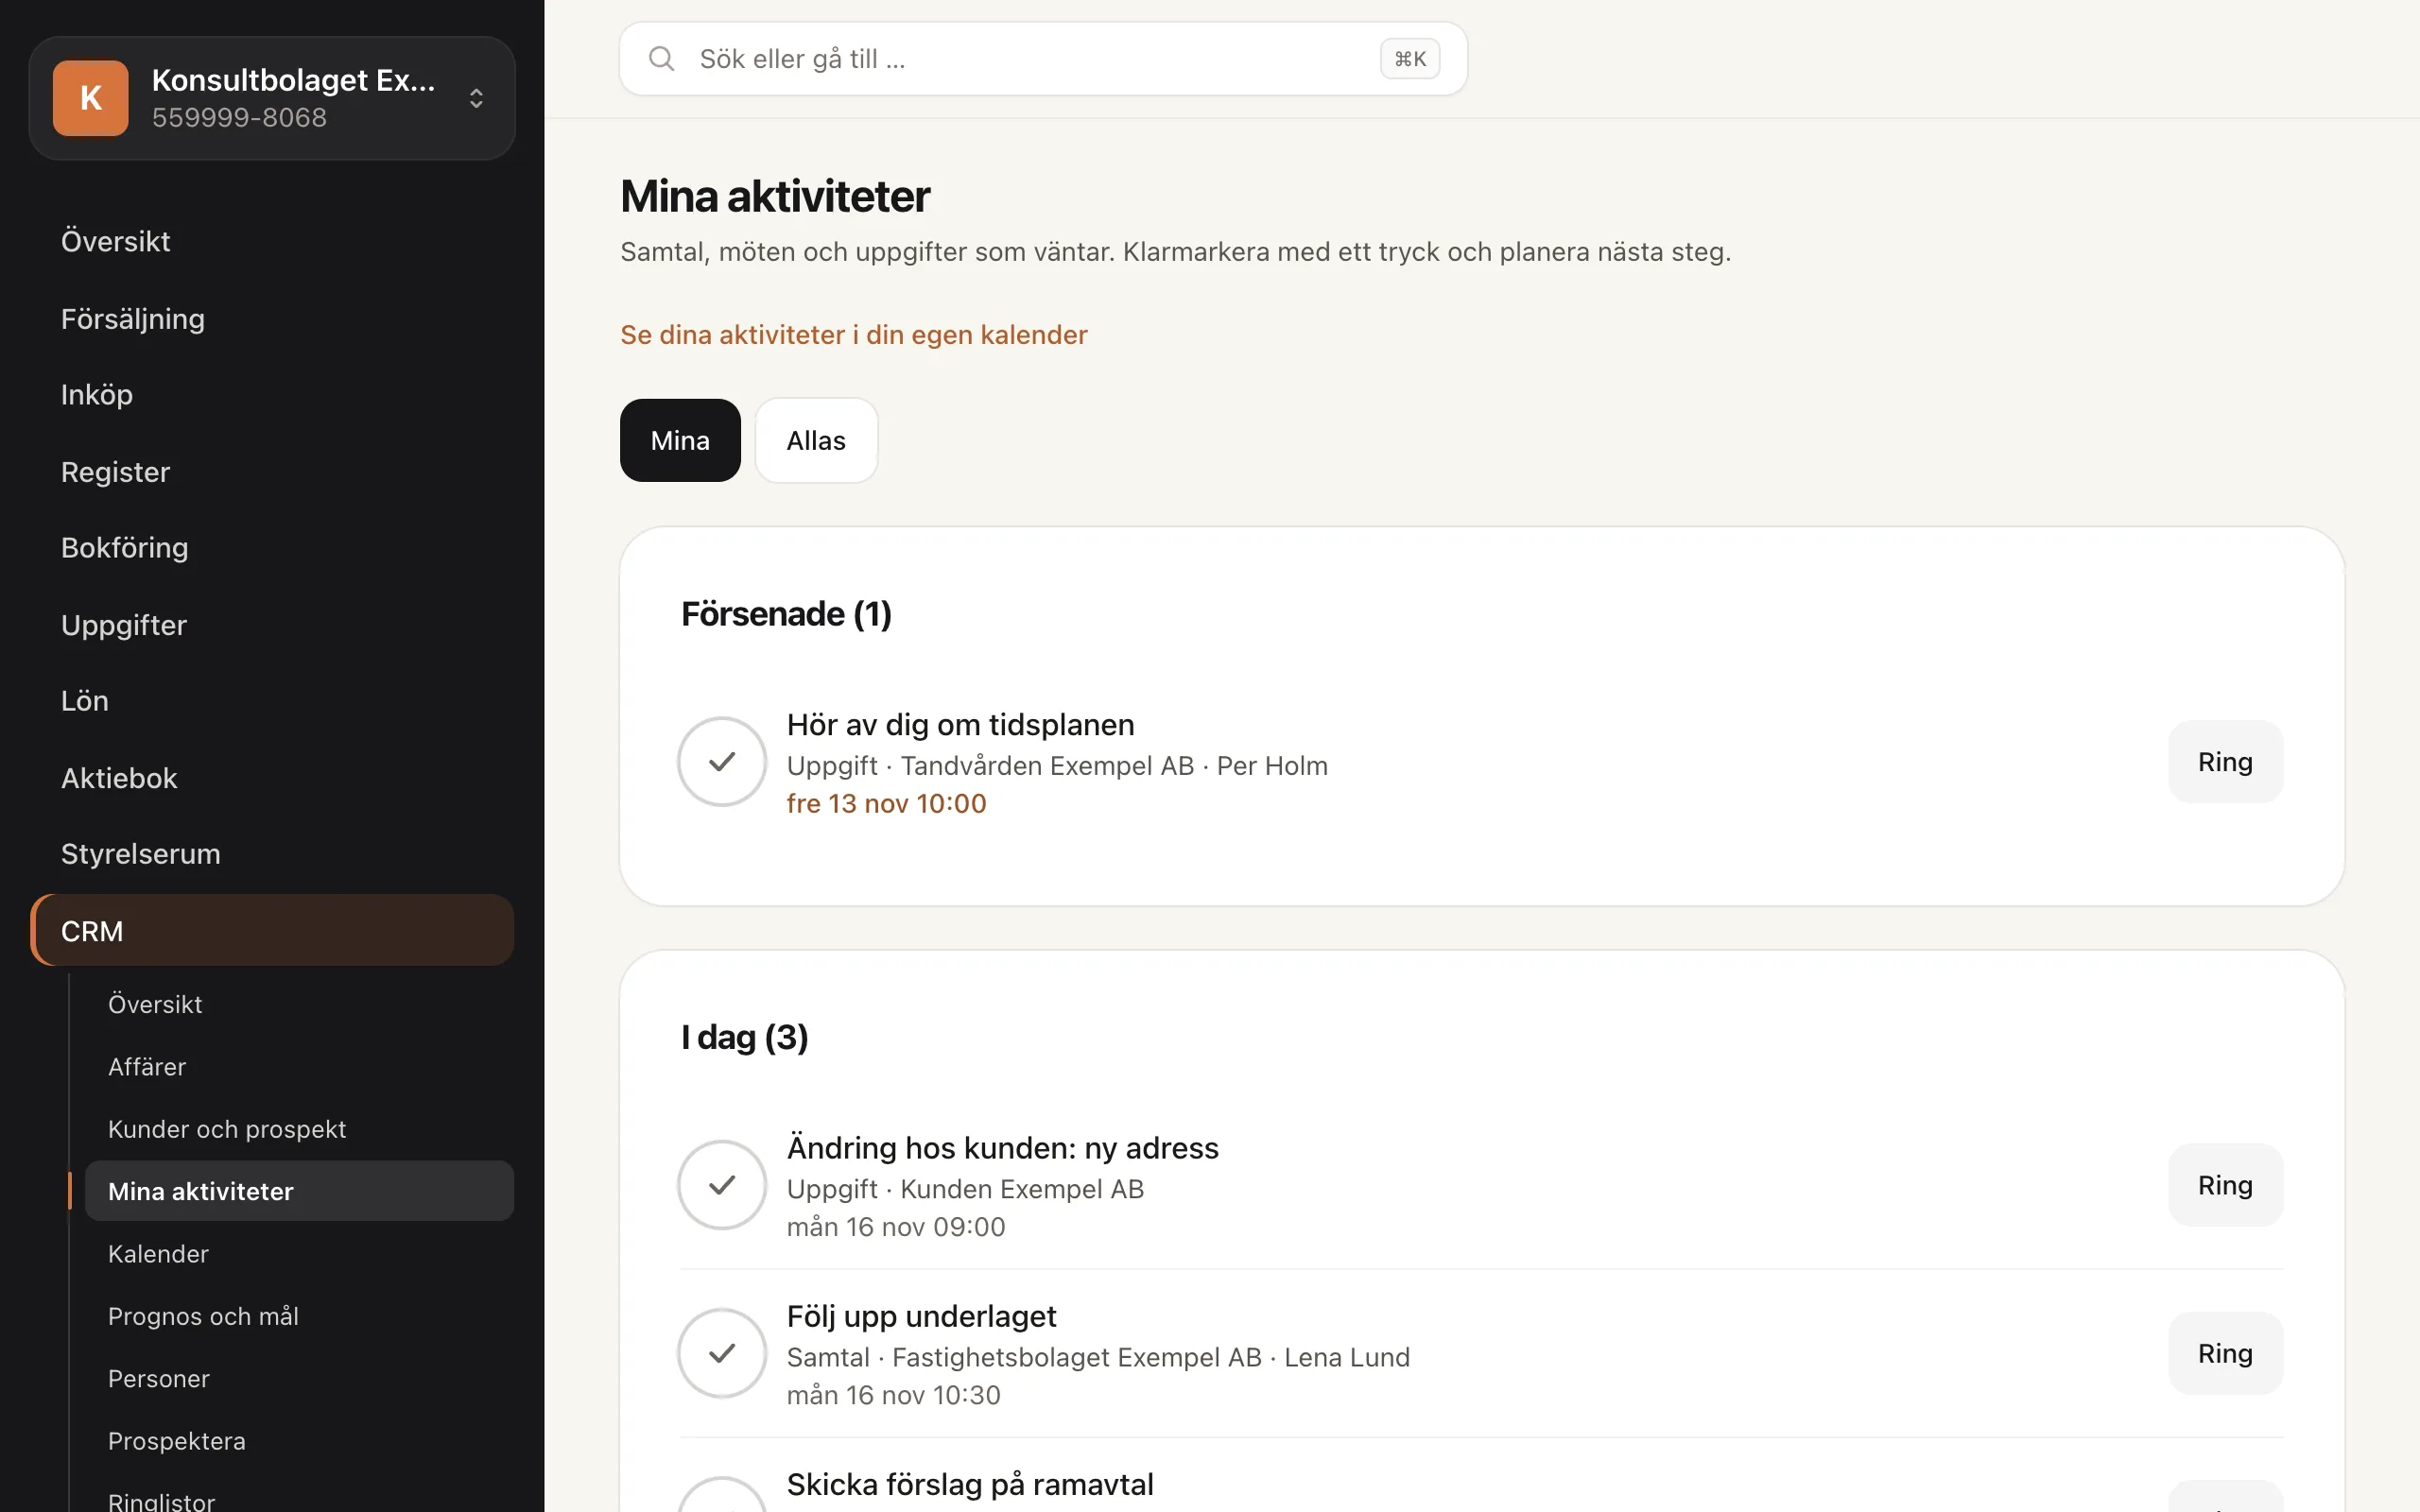 K
Konsultbolaget Ex...
559999-8068
Översikt
Försäljning
Inköp
Register
Bokföring
Uppgifter
Lön
Aktiebok
Styrelserum
CRM
Översikt
Affärer
Kunder och prospekt
Mina aktiviteter
Kalender
Prognos och mål
Personer
Prospektera
Ringlistor
Sök eller gå till ...
⌘K
Mina aktiviteter
Samtal, möten och uppgifter som väntar. Klarmarkera med ett tryck och planera nästa steg.
Se dina aktiviteter i din egen kalender
Mina
Allas
Försenade (1)
Hör av dig om tidsplanen
Uppgift · Tandvården Exempel AB · Per Holm
fre 13 nov 10:00
Ring
I dag (3)
Ändring hos kunden: ny adress
Uppgift · Kunden Exempel AB
mån 16 nov 09:00
Ring
Följ upp underlaget
Samtal · Fastighetsbolaget Exempel AB · Lena Lund
mån 16 nov 10:30
Ring
Skicka förslag på ramavtal